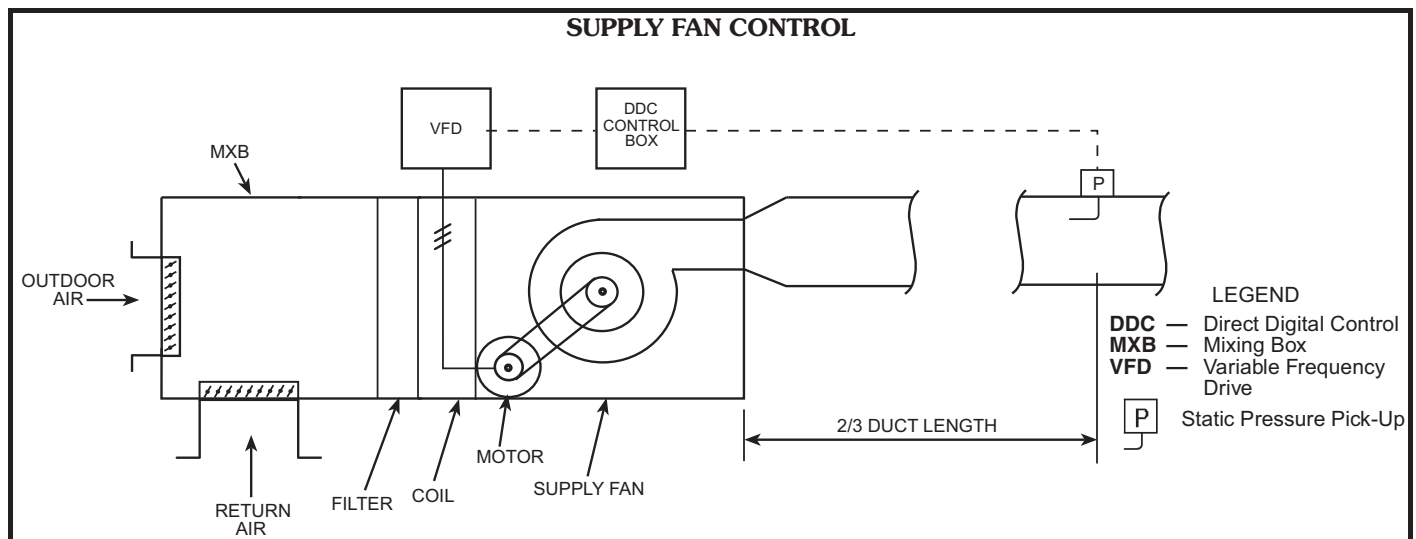 SUPPLY FAN CONTROL
VFD
DDC
CONTROL
BOX
MXB
P
OUTDOOR
AIR
LEGEND
DDC — Direct Digital Control
MXB — Mixing Box
VFD — Variable Frequency
Drive
P Static Pressure Pick-Up
2/3 DUCT LENGTH
MOTOR
SUPPLY FAN
COIL
FILTER
RETURN
AIR